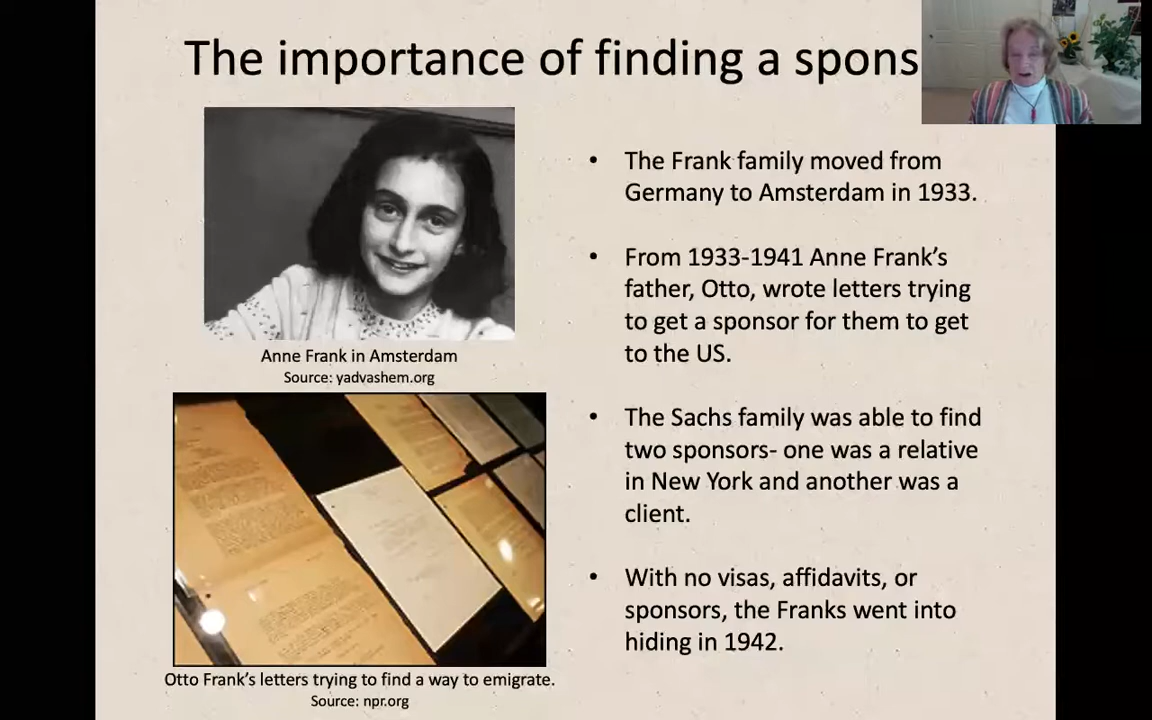 The importance of finding a spons
Anne Frank in Amsterdam
Source: yadvashem.org
Otto Frank’s letters trying to find a way to emigrate.
Source: npr.org
• The Frank family moved from
Germany to Amsterdam in 1933.
• From 1933-1941 Anne Frank’s
father, Otto, wrote letters trying
to get a sponsor for them to get
to the US.
• The Sachs family was able to find
two sponsors- one was a relative
in New York and another was a
client.
• With no visas, affidavits, or
sponsors, the Franks went into
hiding in 1942.